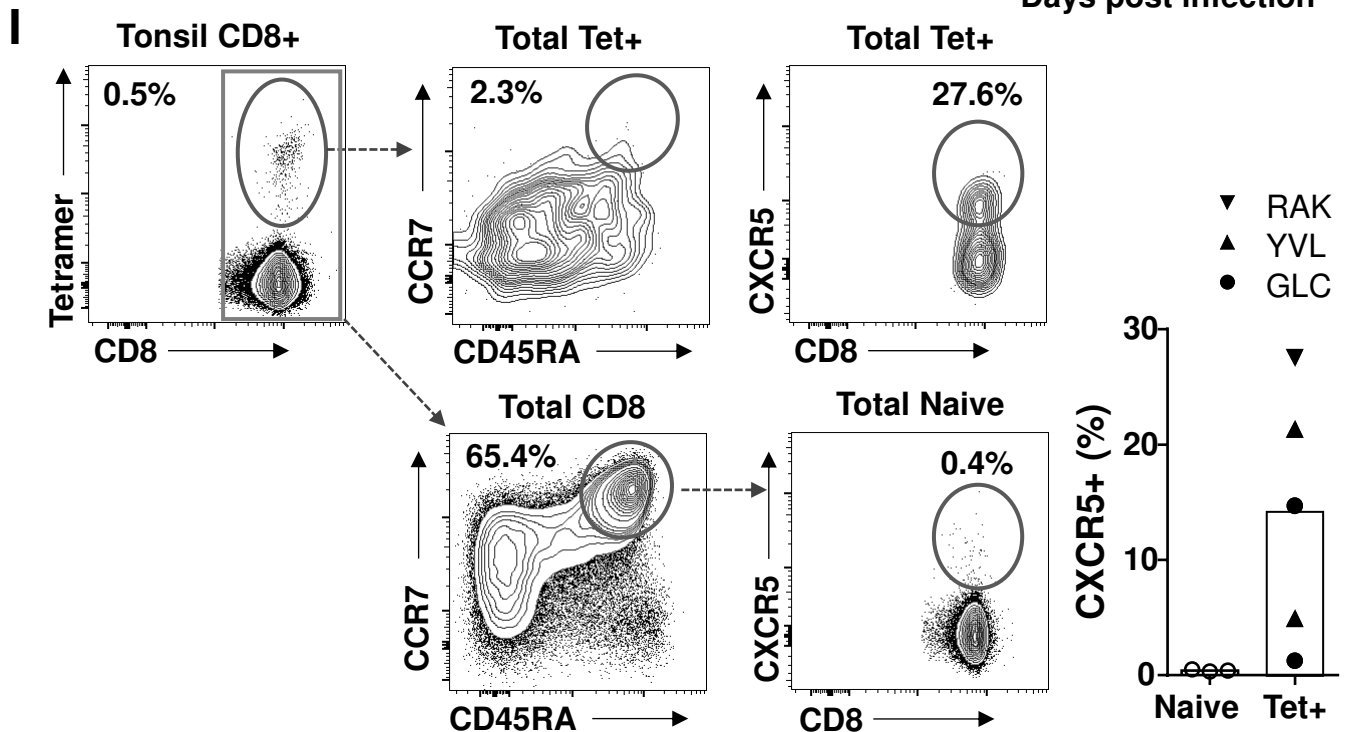 Days post infection
I
Tonsil CD8+
Total Tet+
Total Tet+
0.5%
2.3%
27.6%
Tetramer
CCR7
CXCR5
CD8
CD45RA
CD8
RAK
YVL
GLC
Total CD8
Total Naive
65.4%
0.4%
CCR7
CXCR5
CD45RA
CD8
CXCR5+ (%)
30
20
10
0
Naive
Tet+